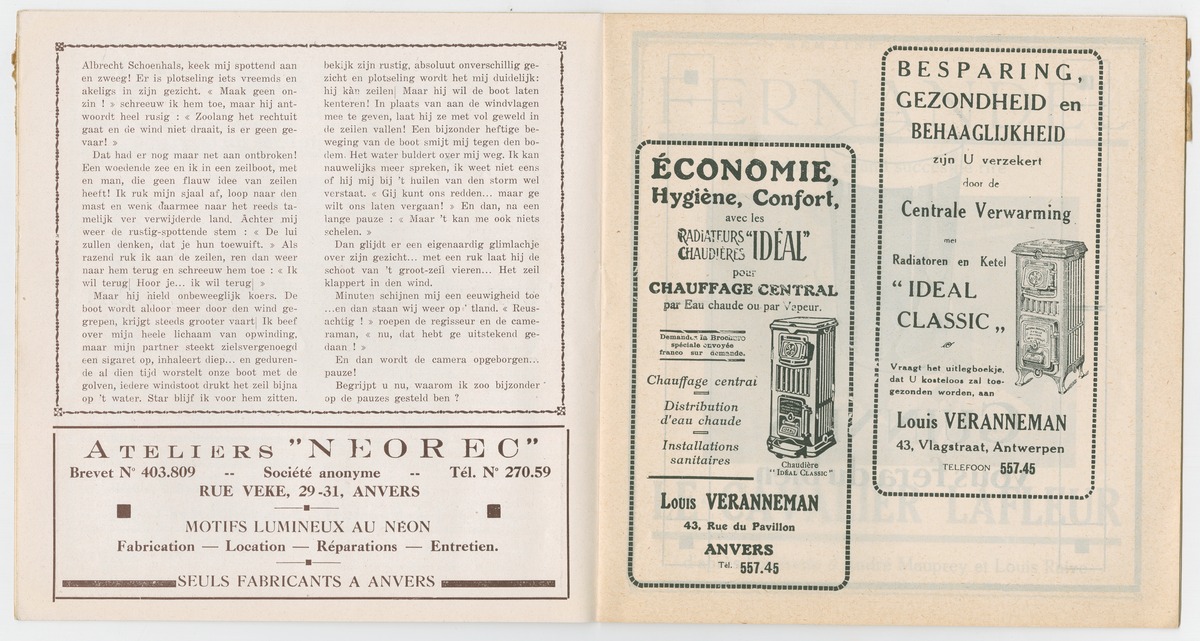 Albrecht Schoenhals, keek mij spottend aan
en zweeg! Er is plotseling iets vreemds en
akeligs in zijn gezicht. « Maak geen on-
zin ! » schreeuw ik hem toe, maar hij ant-
woordt heel rustig : « Zoolang het rechtuit
gaat en de wind niet draait, is er geen ge-
vaar! »
Dat had er nog maar net aan ontbroken!
Een woedende zee en ik in een zeilboot, met
en man, die geen flauw idee van zeilen
heeft! Ik ruk mijn sjaal af, loop naar den
mast en wenk daarmee naar het reeds ta-
melijk ver verwijderde land. Achter mij
weer de rustig-spottende stem : « De lui
zullen denken, dat je hun toewuift. » Als
razend ruk ik aan de zeilen, ren dan weer
naar hem terug en schreeuw hem toe : « Ik
wil terug| Hoor je... ik wil terug| »
Maar hij hield onbeweeglijk koers. De
boot wordt aldoor meer door den wind ge-
grepen, krijgt steeds grooter vaart| Ik beef
over mijn heele lichaam van opwinding,
maar mijn partner steekt zielsvergenoegd
een sigaret op, inhaleert diep... en geduren-
de al dien tijd worstelt onze boot met de
golven, iedere windstoot drukt het zeil bijna
op 't water. Star blijf ik voor hem zitten.
bekijk zijn rustig, absoluut onverschillig ge-
zicht en plotseling wordt het mij duidelijk:
hij kàn zeilen| Maar hij wil de boot laten
kenteren! In plaats van aan de windvlagen
mee te geven, laat hij ze met vol geweld in
de zeilen vallen! Een bijzonder heftige be-
weging van de boot smijt mij tegen den bo-
dem. Het water buldert over mij weg. Ik kan
nauwelijks meer spreken, ik weet niet eens
of hij mij bij 't huilen van den storm wel
verstaat. « Gij kunt ons redden... maar ge
wilt ons laten vergaan! » En dan, na een
lange pauze : « Maar 't kan me ook niets
schelen. »
Dan glijdt er een eigenaardig glimlachje
over zijn gezicht... met een ruk laat hij de
schoot van 't groot-zeil vieren... Het zeil
klappert in den wind.
Minuten schijnen mij een eeuwigheid toe
...en dan staan wij weer op 't land. « Reus-
achtig ! » roepen de regisseur en de came-
raman, « nu, dat hebt ge uitstekend ge-
daan ! »
En dan wordt de camera opgeborgen...
pauze!
Begrijpt u nu, waarom ik zoo bijzonder
op de pauzes gesteld ben ?
ATELIERS "NEOREC"
Brevet N° 403.809 -- Société anonyme -- Tél. N° 270.59
RUE VEKE, 29-31, ANVERS
MOTIFS LUMINEUX AU NÉON
Fabrication — Location — Réparations — Entretien.
SEULS FABRICANTS A ANVERS
ÉCONOMIE,
Hygiène, Confort,
avec les
RADIATEURS
CHAUDIÈRES "IDÉAL"
pour
CHAUFFAGE CENTRAL
par Eau chaude ou par Vapeur.
Demandez la Brochure
spéciale envoyée
franco sur demande.
Chauffage central
Distribution
d'eau chaude
Installations
sanitaires
Chaudière
"IDÉAL CLASSIC"
Louis VERANNEMAN
43, Rue du Pavillon
ANVERS
Tél. 557.45
BESPARING,
GEZONDHEID en
BEHAAGLIJKHEID
zijn U verzekert
door de
Centrale Verwarming
met
Radiatoren en Ketel
"IDEAL
CLASSIC„
Vraagt het uitlegboekje,
dat U kosteloos zal toe-
gezonden worden, aan
Louis VERANNEMAN
43, Vlagstraat, Antwerpen
TELEFOON 557.45